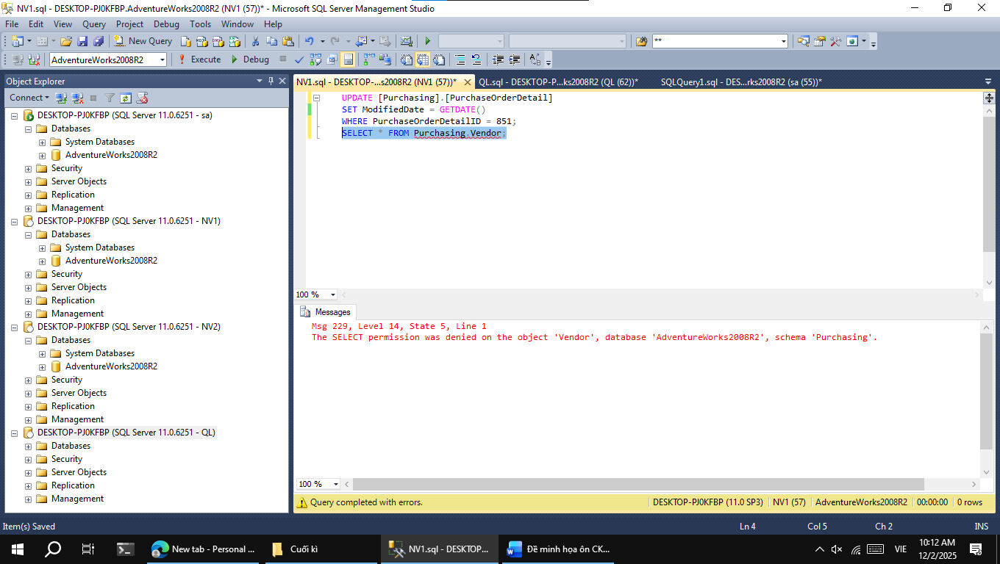 NV1.sql - DESKTOP-PJ0KFBP.AdventureWorks2008R2 (NV1 (57))* - Microsoft SQL Server Management Studio
File Edit View Query Project Debug Tools Window Help
New Query **
AdventureWorks2008R2 Execute Debug
Object Explorer
Connect
DESKTOP-PJ0KFBP (SQL Server 11.0.6251 - sa)
Databases
System Databases
AdventureWorks2008R2
Security
Server Objects
Replication
Management
DESKTOP-PJ0KFBP (SQL Server 11.0.6251 - NV1)
Databases
System Databases
AdventureWorks2008R2
Security
Server Objects
Replication
Management
DESKTOP-PJ0KFBP (SQL Server 11.0.6251 - NV2)
Databases
System Databases
AdventureWorks2008R2
Security
Server Objects
Replication
Management
DESKTOP-PJ0KFBP (SQL Server 11.0.6251 - QL)
Databases
Security
Server Objects
Replication
Management
NV1.sql - DESKTOP-...s2008R2 (NV1 (57))* QL.sql - DESKTOP-P...ks2008R2 (QL (62))* SQLQuery1.sql - DES...rks2008R2 (sa (55))*
UPDATE [Purchasing].[PurchaseOrderDetail]
SET ModifiedDate = GETDATE()
WHERE PurchaseOrderDetailID = 851;
SELECT * FROM Purchasing.Vendor;
100 %
Messages
Msg 229, Level 14, State 5, Line 1
The SELECT permission was denied on the object 'Vendor', database 'AdventureWorks2008R2', schema 'Purchasing'.
100 %
Query completed with errors. DESKTOP-PJ0KFBP (11.0 SP3) NV1 (57) AdventureWorks2008R2 00:00:00 0 rows
Item(s) Saved Ln 4 Col 5 Ch 2 INS
New tab - Personal ... Cuối kì NV1.sql - DESKTOP... Đề minh họa ôn CK... VIE 10:12 AM
12/2/2025